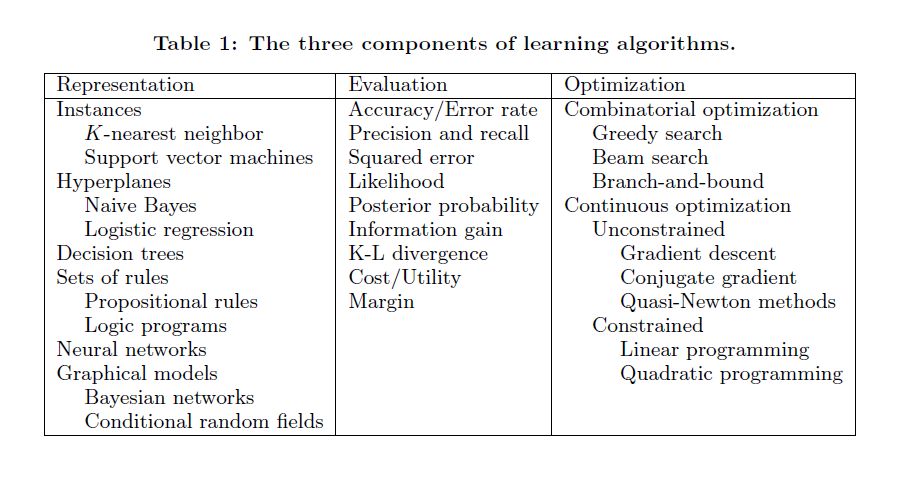 Table 1: The three components of learning algorithms.
Representation Evaluation Optimization
Instances Accuracy/Error rate Combinatorial optimization
K-nearest neighbor Precision and recall Greedy search
Support vector machines Squared error Beam search
Hyperplanes Likelihood Branch-and-bound
Naive Bayes Posterior probability Continuous optimization
Logistic regression Information gain Unconstrained
Decision trees K-L divergence Gradient descent
Sets of rules Cost/Utility Conjugate gradient
Propositional rules Margin Quasi-Newton methods
Logic programs Constrained
Neural networks Linear programming
Graphical models Quadratic programming
Bayesian networks
Conditional random fields